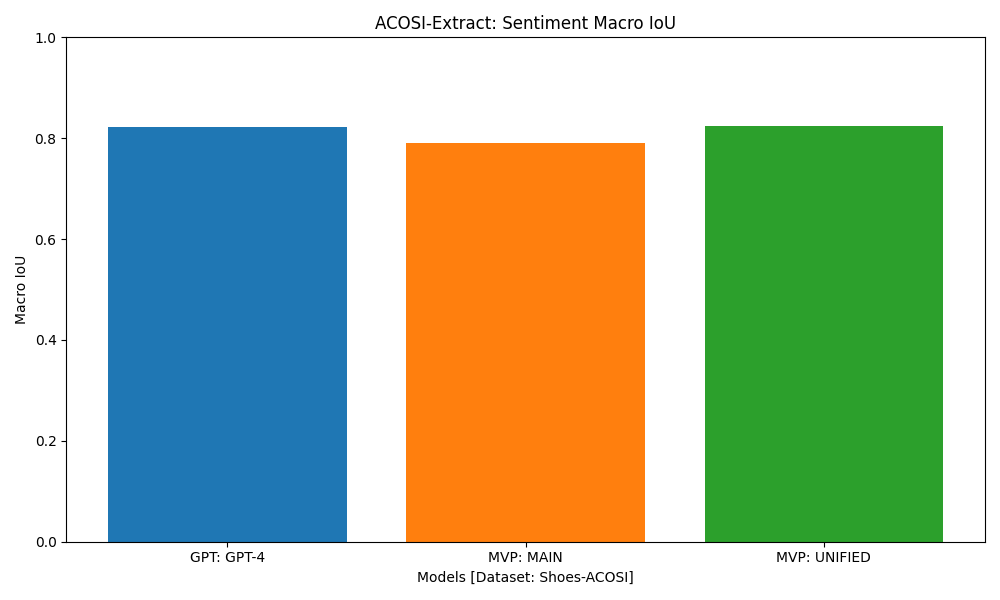 ACOSI-Extract: Sentiment Macro IoU
1.0
0.8
0.6
0.4
0.2
0.0
Macro IoU
GPT: GPT-4
MVP: MAIN
MVP: UNIFIED
Models [Dataset: Shoes-ACOSI]